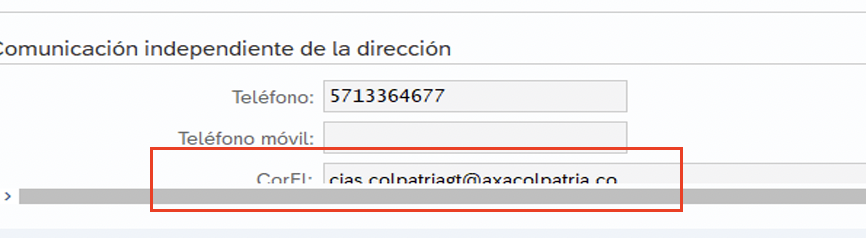 Comunicación independiente de la dirección
Teléfono: 5713364677
Teléfono móvil:
CorEl: cias.colpatriagt@axacolpatria.co